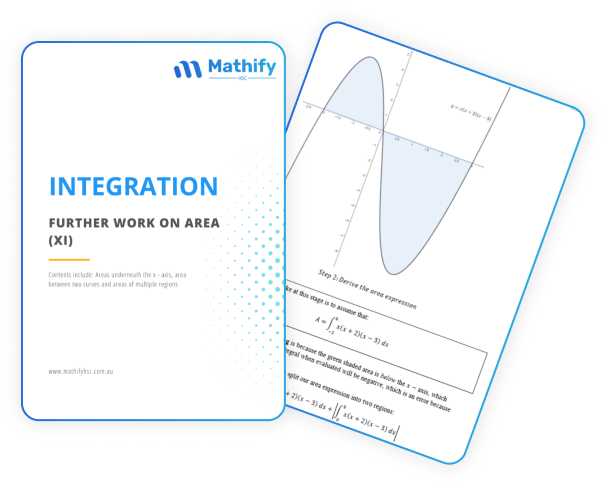 Mathify
HSC
INTEGRATION
FURTHER WORK ON AREA
(XI)
Contents include: Areas underneath the x - axis, area
between two curves and areas of multiple regions
www.mathifyhsc.com.au
y = x(x + 2)(x − 3)
Step 2: Derive the area expression
ke at this stage is to assume that:
A = ∫ x(x + 2)(x − 3) dx
is because the green shaded area is below the x − axis, which
egral when evaluated will be negative, which is an error because
split our area expression into two regions:
+ 2)(x − 3) dx + |∫ x(x + 2)(x − 3) dx|